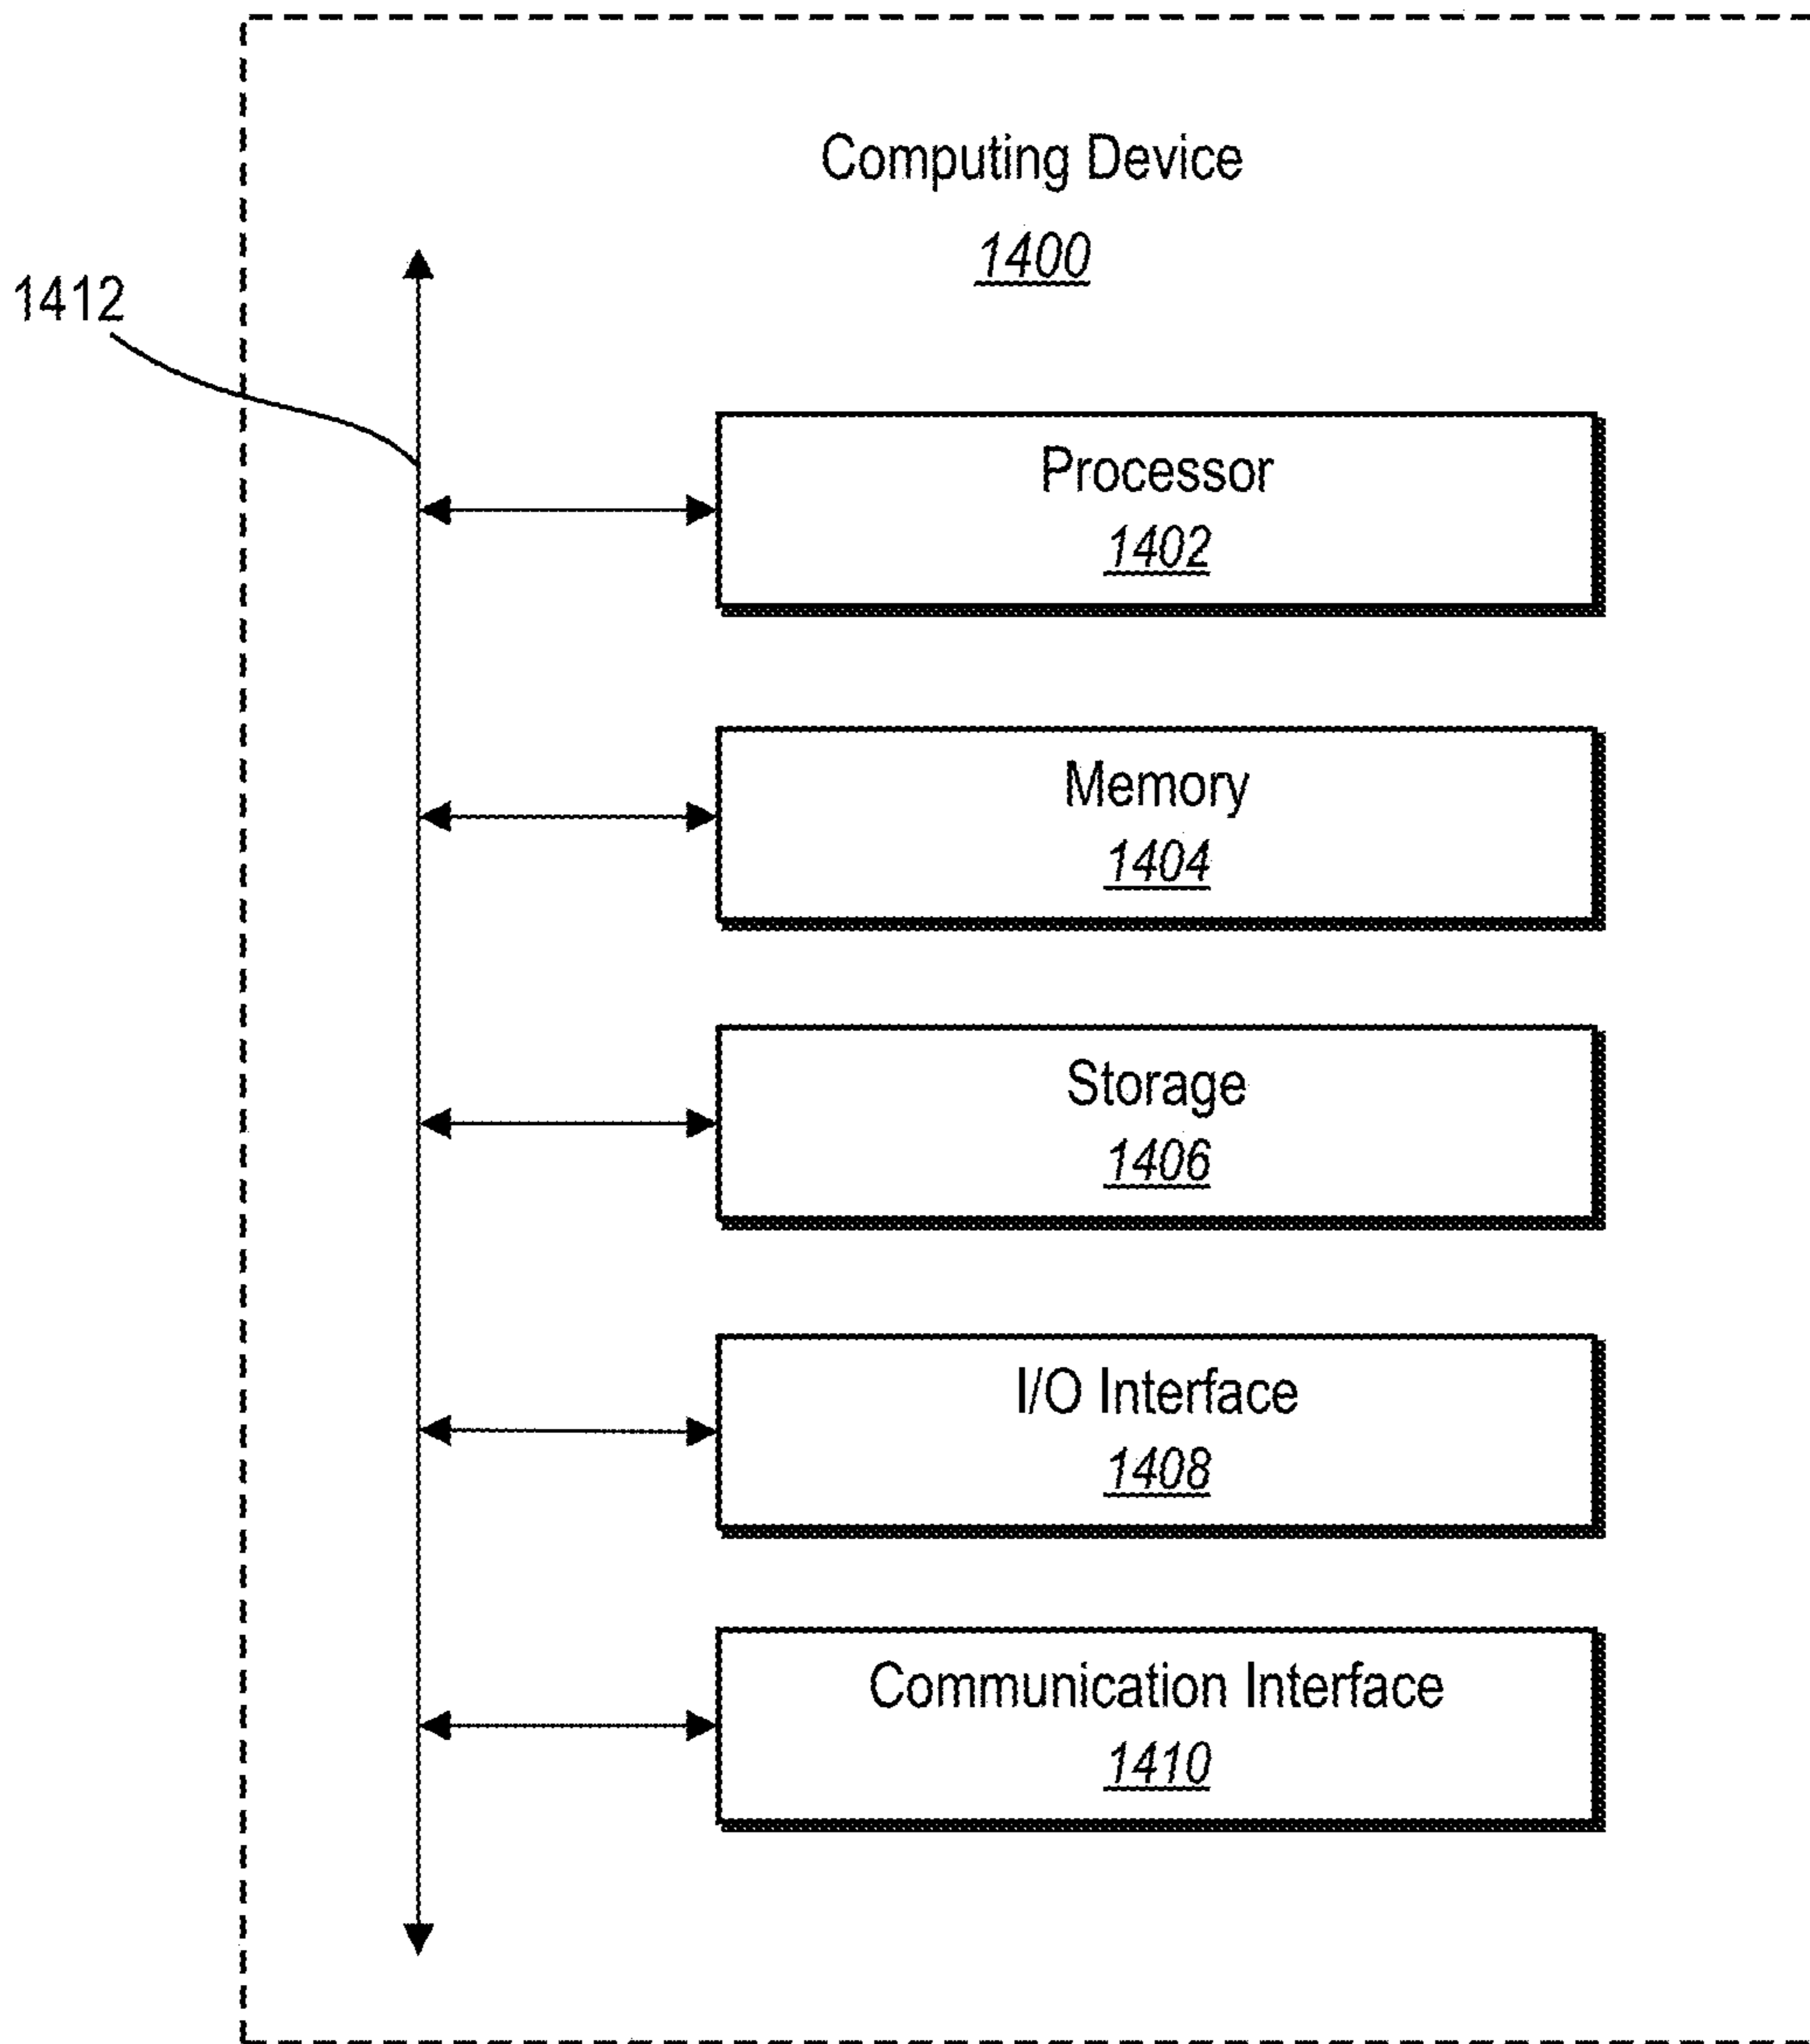 Computing Device
1400
1412
Processor
1402
Memory
1404
Storage
1406
I/O Interface
1408
Communication Interface
1410